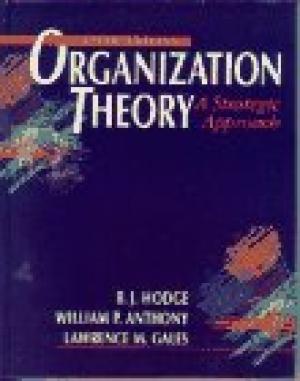 ORGANIZATION
THEORY
A Strategic
Approach
B. J. HODGE
WILLIAM P. ANTHONY
LAWRENCE M. GALES